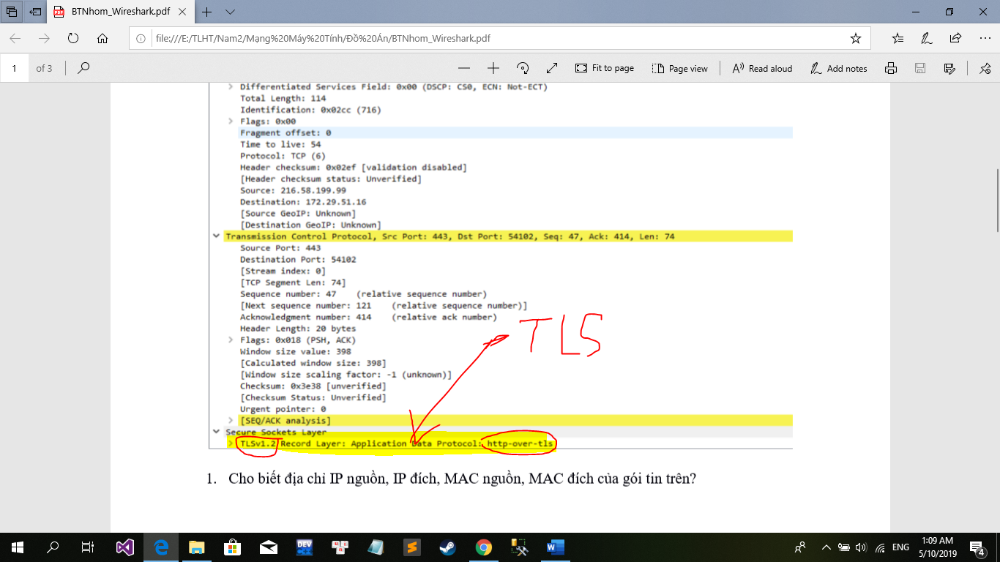 BTNhom_Wireshark.pdf
file:///E:/TLHT/Nam2/Mạng%20Máy%20Tính/Đồ%20Án/BTNhom_Wireshark.pdf
1 of 3 Fit to page Page view Read aloud Add notes
Differentiated Services Field: 0x00 (DSCP: CS0, ECN: Not-ECT)
Total Length: 114
Identification: 0x02cc (716)
Flags: 0x00
Fragment offset: 0
Time to live: 54
Protocol: TCP (6)
Header checksum: 0x02ef [validation disabled]
[Header checksum status: Unverified]
Source: 216.58.199.99
Destination: 172.29.51.16
[Source GeoIP: Unknown]
[Destination GeoIP: Unknown]
Transmission Control Protocol, Src Port: 443, Dst Port: 54102, Seq: 47, Ack: 414, Len: 74
Source Port: 443
Destination Port: 54102
[Stream index: 0]
[TCP Segment Len: 74]
Sequence number: 47 (relative sequence number)
[Next sequence number: 121 (relative sequence number)]
Acknowledgment number: 414 (relative ack number)
Header Length: 20 bytes
TLS
Flags: 0x018 (PSH, ACK)
Window size value: 398
[Calculated window size: 398]
[Window size scaling factor: -1 (unknown)]
Checksum: 0x3e38 [unverified]
[Checksum Status: Unverified]
Urgent pointer: 0
[SEQ/ACK analysis]
Secure Sockets Layer
TLSv1.2 Record Layer: Application Data Protocol: http-over-tls
1. Cho biết địa chỉ IP nguồn, IP đích, MAC nguồn, MAC đích của gói tin trên?
DEV
ENG
1:09 AM
5/10/2019
4